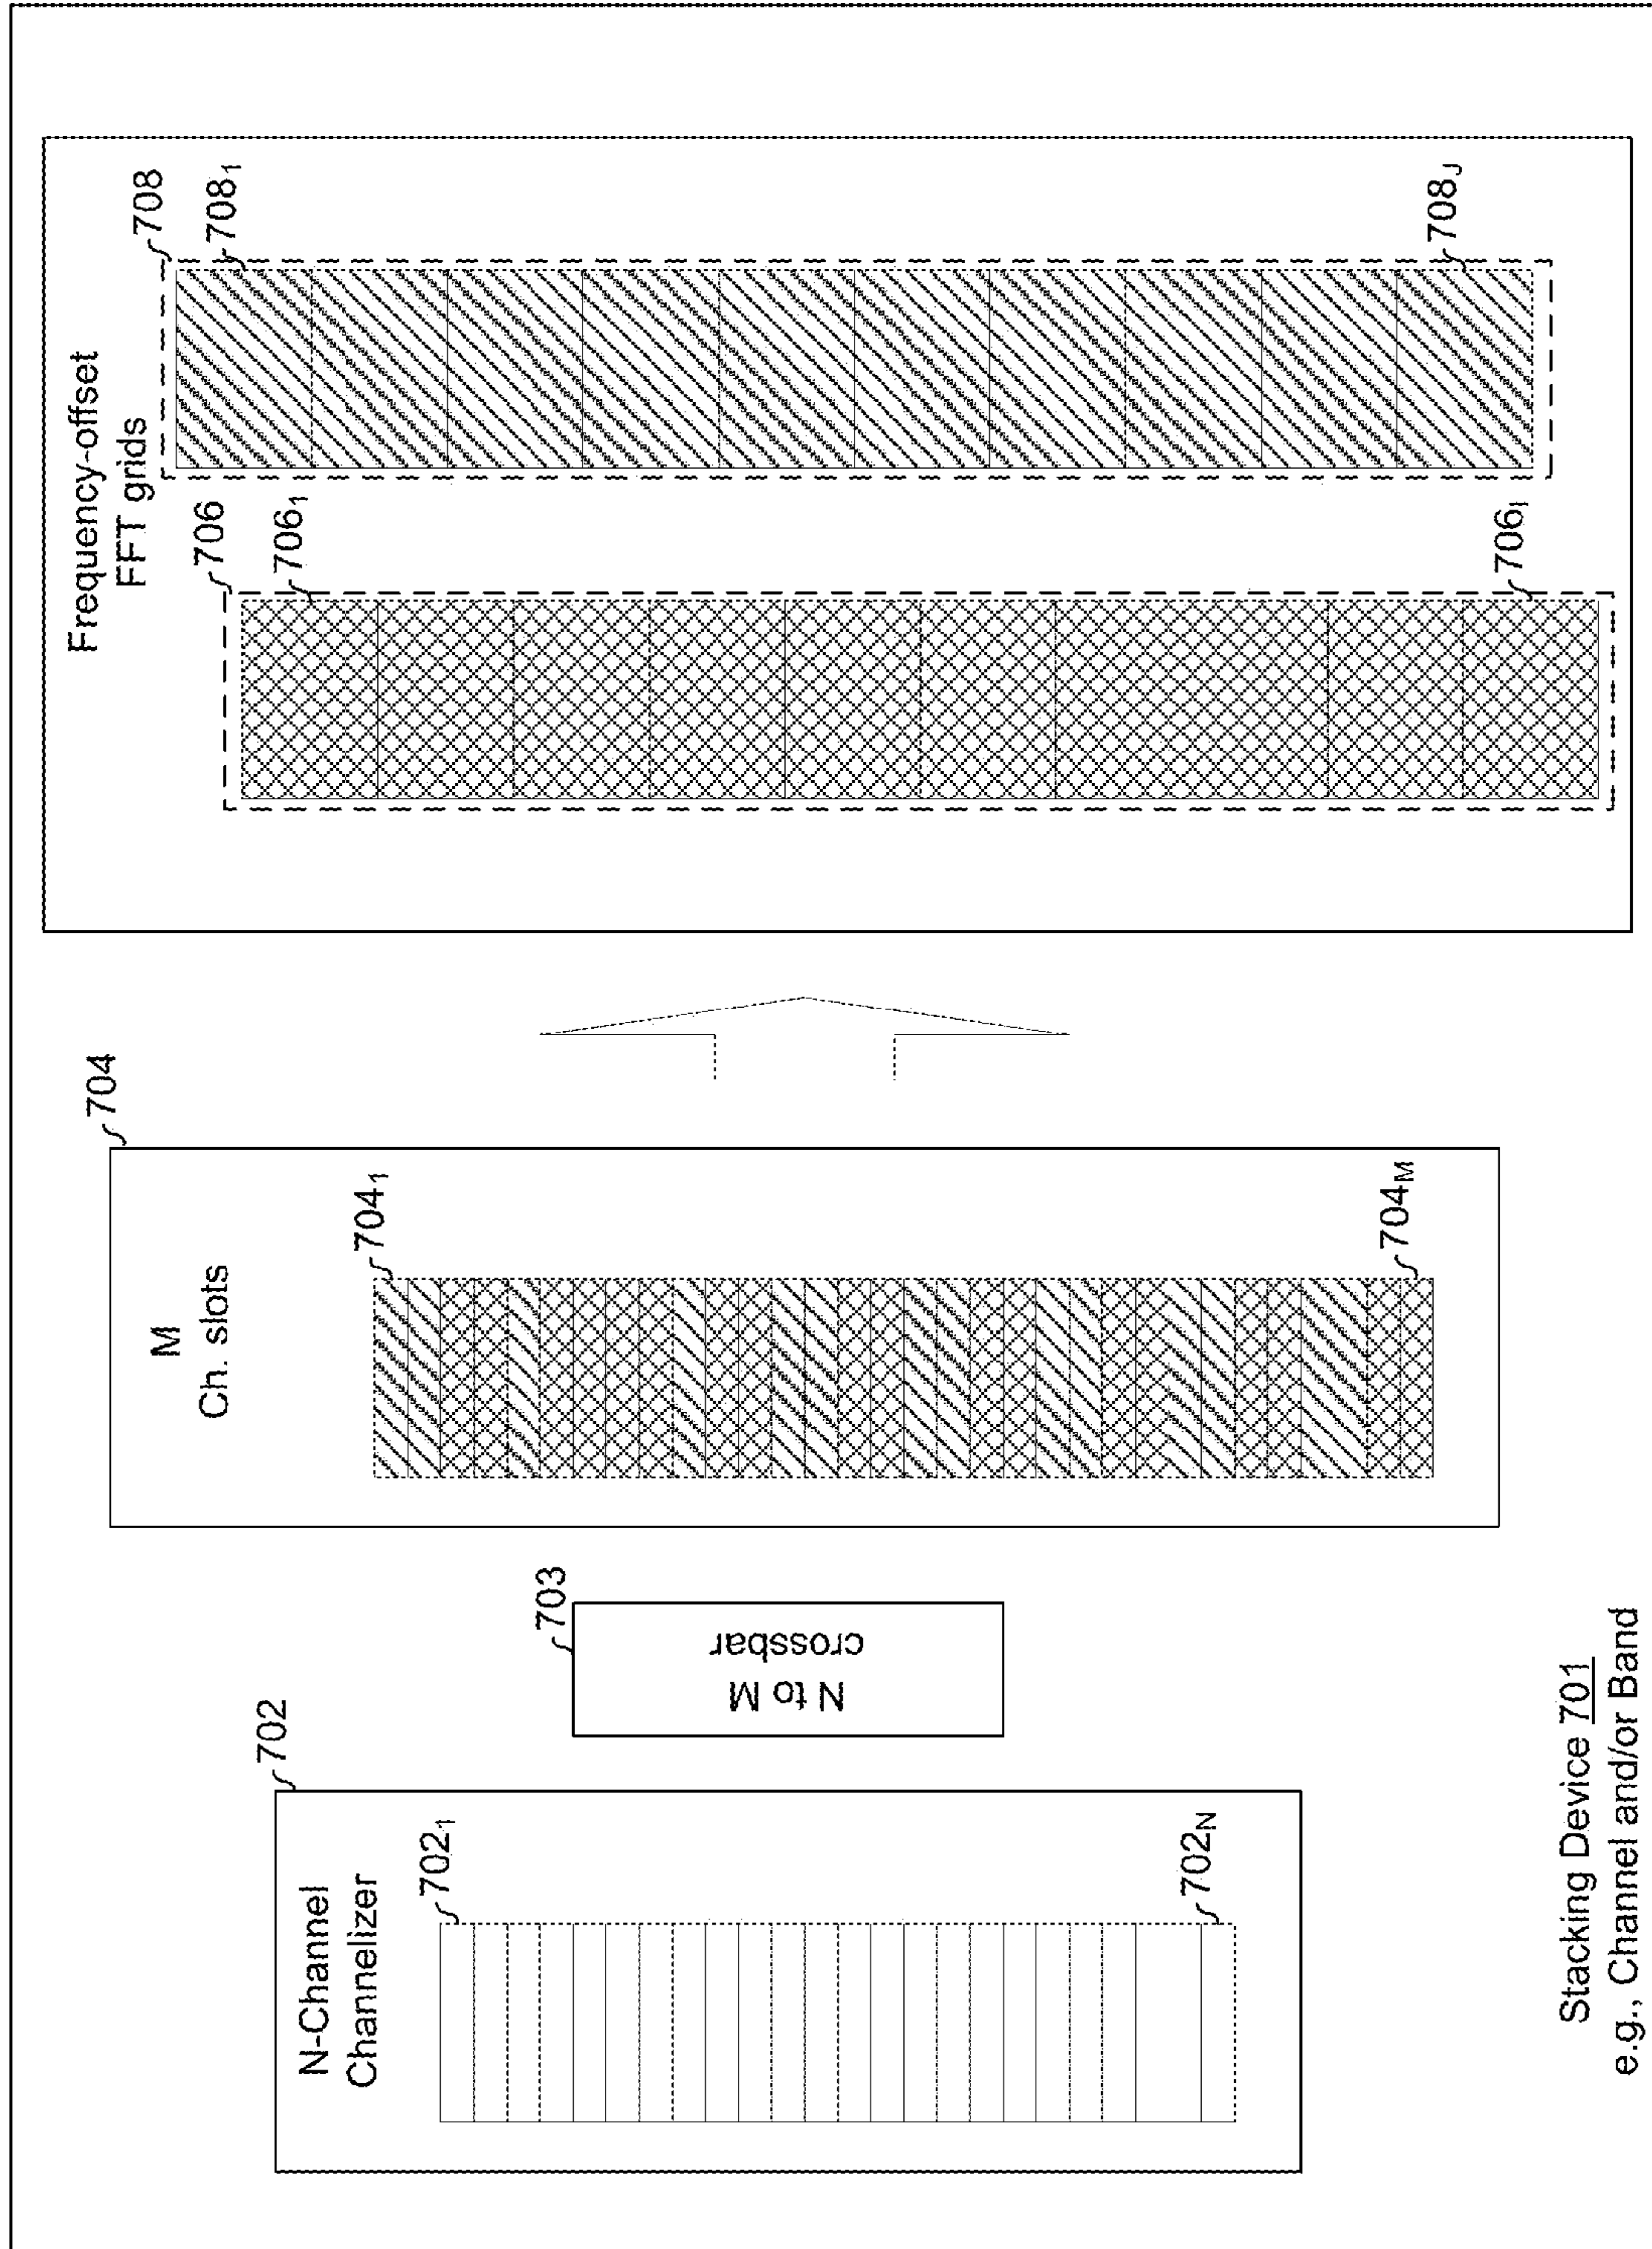 N-Channel
Channelizer
702
702₁
702N
N to M
crossbar
703
M
Ch. slots
704
704₁
704M
Frequency-offset
FFT grids
706
706₁
706I
708
708₁
708J
Stacking Device 701
e.g., Channel and/or Band